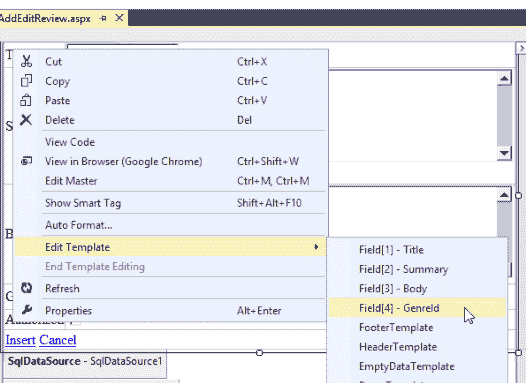 AddEditReview.aspx
T
Cut Ctrl+X
Copy Ctrl+C
Paste Ctrl+V
Delete Del
S
View Code
View in Browser (Google Chrome) Ctrl+Shift+W
Edit Master Ctrl+M, Ctrl+M
Show Smart Tag Shift+Alt+F10
Auto Format...
B
Edit Template
End Template Editing
Refresh
Properties Alt+Enter
Field[1] - Title
Field[2] - Summary
Field[3] - Body
Field[4] - GenreId
FooterTemplate
HeaderTemplate
EmptyDataTemplate
G
Insert Cancel
SqlDataSource - SqlDataSource1